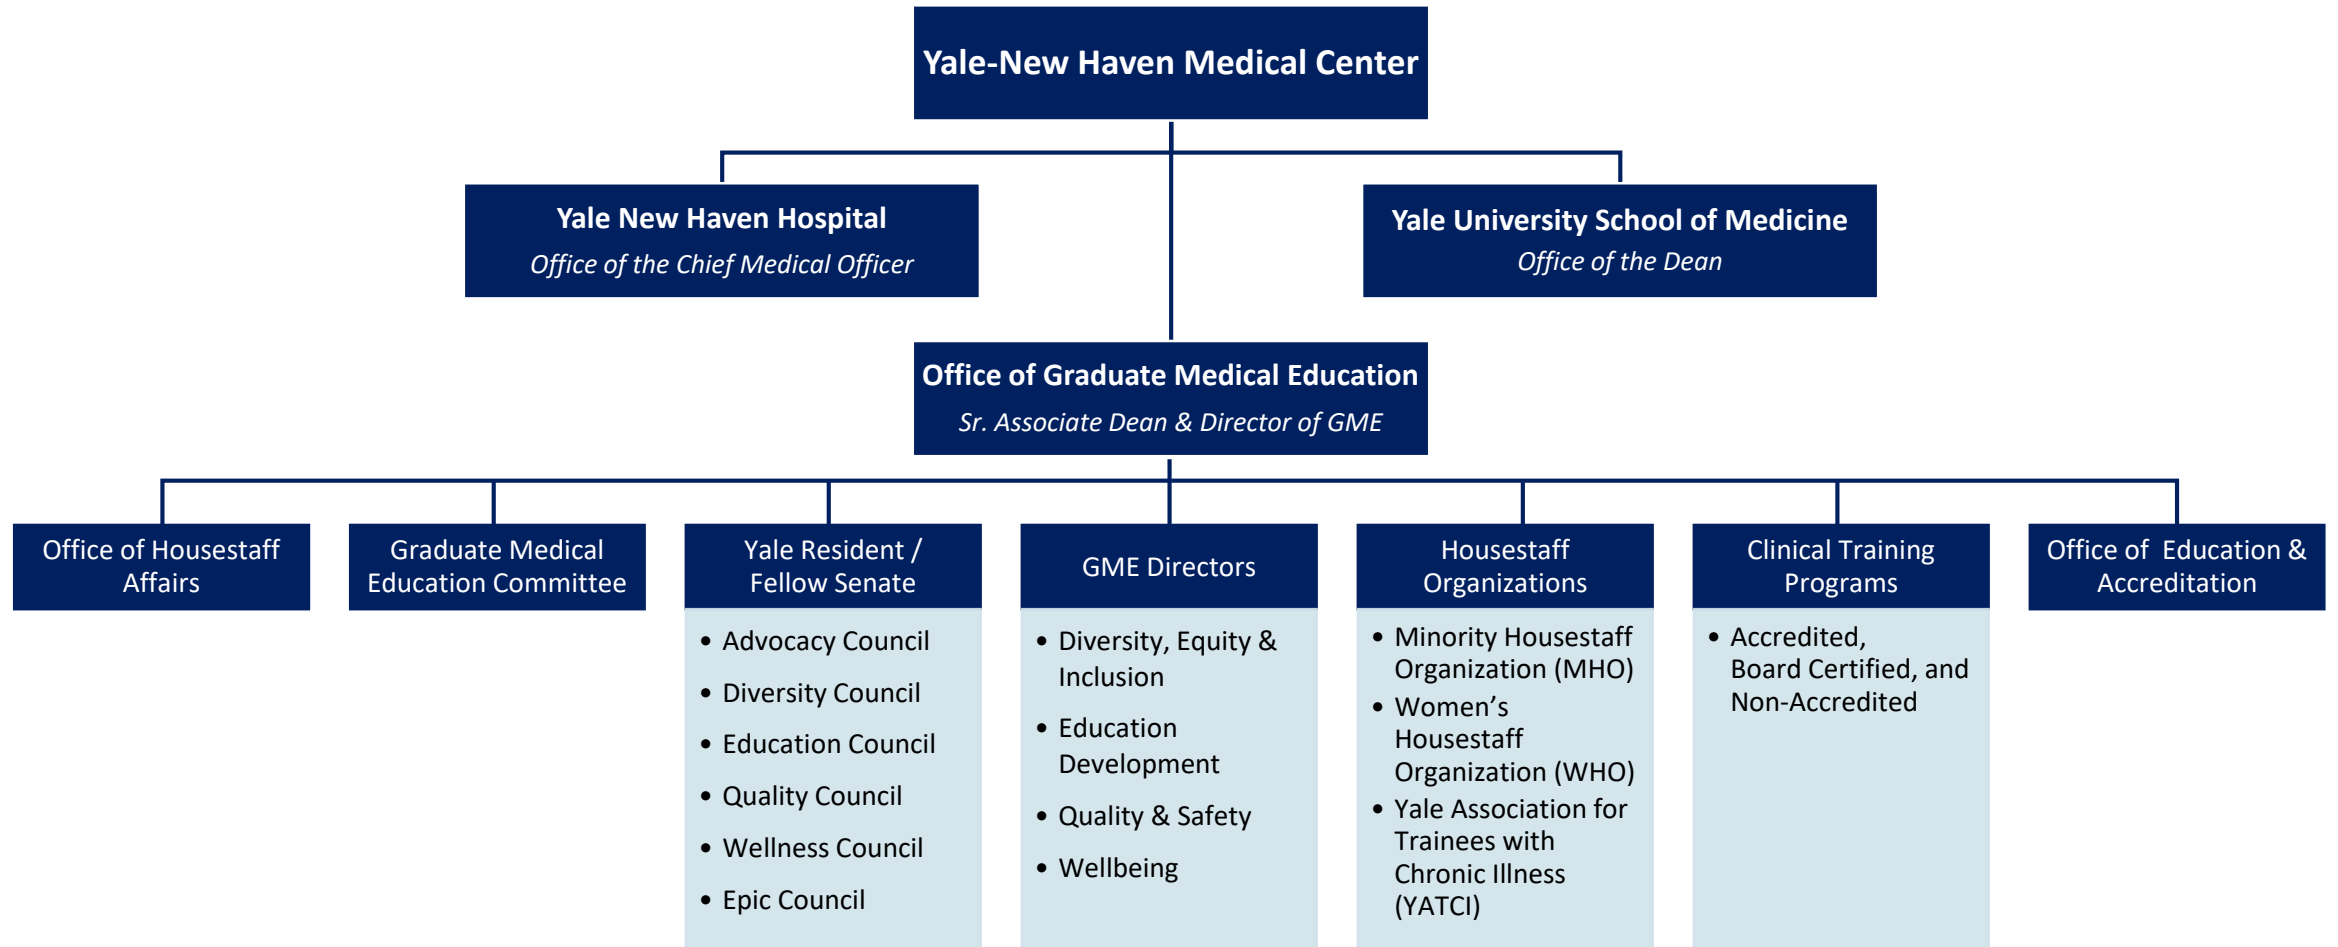 Yale-New Haven Medical Center
Yale New Haven Hospital
Office of the Chief Medical Officer
Yale University School of Medicine
Office of the Dean
Office of Graduate Medical Education
Sr. Associate Dean & Director of GME
Office of Housestaff
Affairs
Graduate Medical
Education Committee
Yale Resident /
Fellow Senate
• Advocacy Council
• Diversity Council
• Education Council
• Quality Council
• Wellness Council
• Epic Council
GME Directors
• Diversity, Equity &
Inclusion
• Education
Development
• Quality & Safety
• Wellbeing
Housestaff
Organizations
• Minority Housestaff
Organization (MHO)
• Women’s
Housestaff
Organization (WHO)
• Yale Association for
Trainees with
Chronic Illness
(YATCI)
Clinical Training
Programs
• Accredited,
Board Certified, and
Non-Accredited
Office of Education &
Accreditation